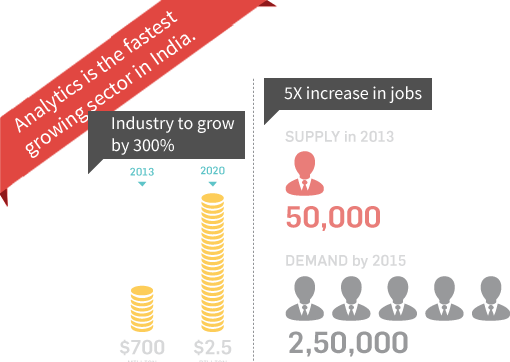 Analytics is the fastest
growing sector in India.
Industry to grow
by 300%
2013
2020
$700
$2.5
5X increase in jobs
SUPPLY in 2013
50,000
DEMAND by 2015
2,50,000